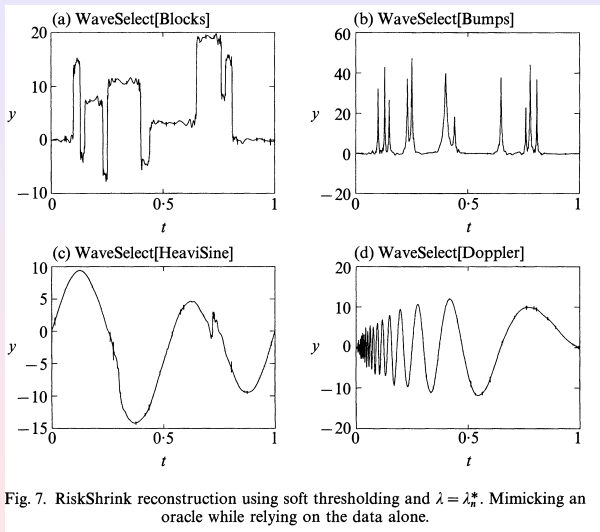 (a) WaveSelect[Blocks]
20
10
y
0
−10
0
0·5
1
t
(b) WaveSelect[Bumps]
60
40
y
20
0
−20
0
0·5
1
t
(c) WaveSelect[HeaviSine]
10
5
0
y
−5
−10
−15
0
0·5
1
t
(d) WaveSelect[Doppler]
20
10
y
0
−10
−20
0
0·5
1
t
Fig. 7. RiskShrink reconstruction using soft thresholding and λ = λ*ₙ. Mimicking an
oracle while relying on the data alone.